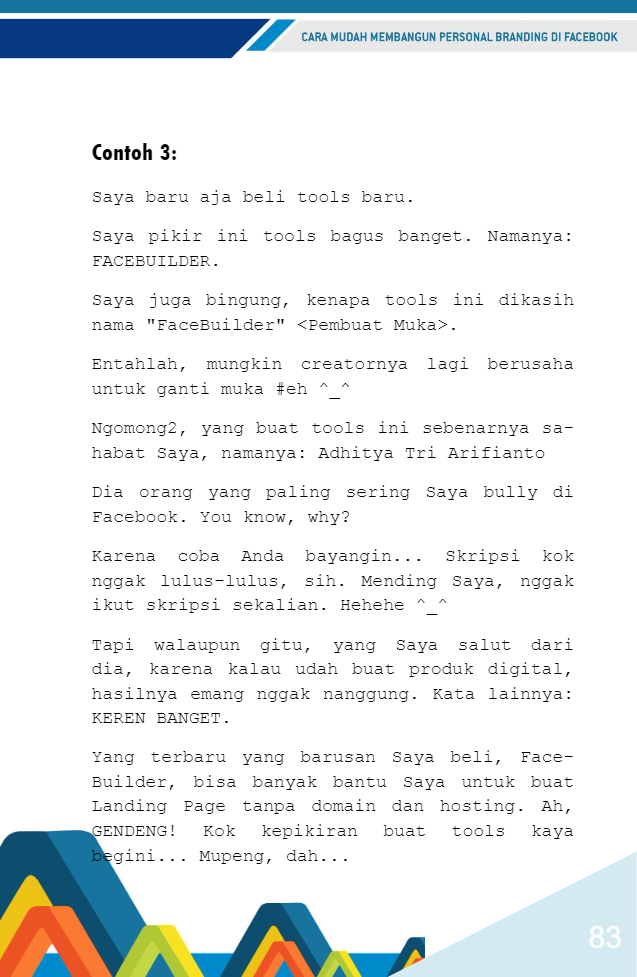 CARA MUDAH MEMBANGUN PERSONAL BRANDING DI FACEBOOK
Contoh 3:
Saya baru aja beli tools baru.
Saya pikir ini tools bagus banget. Namanya:
FACEBUILDER.
Saya juga bingung, kenapa tools ini dikasih
nama "FaceBuilder" <Pembuat Muka>.
Entahlah, mungkin creatornya lagi berusaha
untuk ganti muka #eh ^_^
Ngomong2, yang buat tools ini sebenarnya sa-
habat Saya, namanya: Adhitya Tri Arifianto
Dia orang yang paling sering Saya bully di
Facebook. You know, why?
Karena coba Anda bayangin... Skripsi kok
nggak lulus-lulus, sih. Mending Saya, nggak
ikut skripsi sekalian. Hehehe ^_^
Tapi walaupun gitu, yang Saya salut dari
dia, karena kalau udah buat produk digital,
hasilnya emang nggak nanggung. Kata lainnya:
KEREN BANGET.
Yang terbaru yang barusan Saya beli, Face-
Builder, bisa banyak bantu Saya untuk buat
Landing Page tanpa domain dan hosting. Ah,
GENDENG! Kok kepikiran buat tools kaya
begini... Mupeng, dah...
83